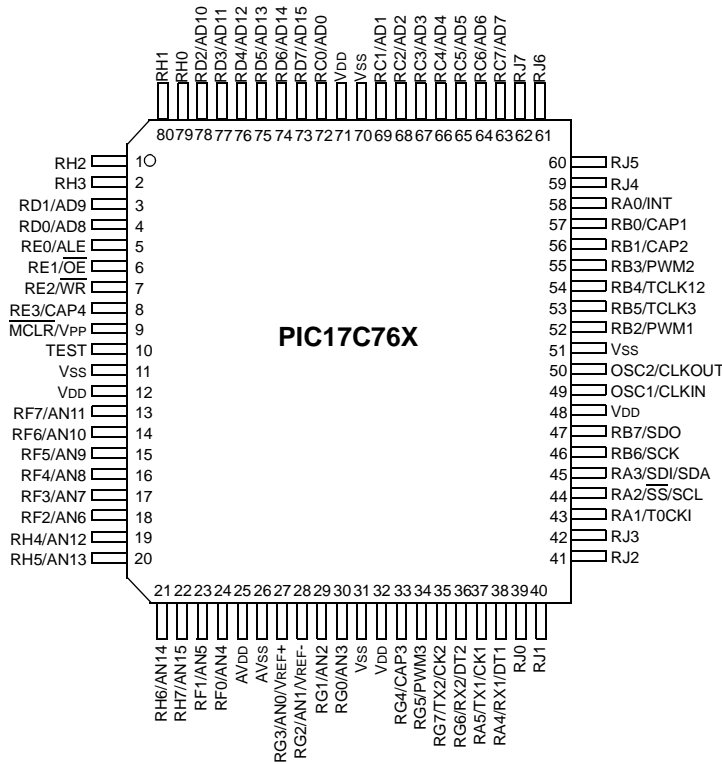 RH1
RH0
RD2/AD10
RD3/AD11
RD4/AD12
RD5/AD13
RD6/AD14
RD7/AD15
RC0/AD0
VDD
VSS
RC1/AD1
RC2/AD2
RC3/AD3
RC4/AD4
RC5/AD5
RC6/AD6
RC7/AD7
RJ7
RJ6
80 79 78 77 76 75 74 73 72 71 70 69 68 67 66 65 64 63 62 61
RH2 1
RH3 2
RD1/AD9 3
RD0/AD8 4
RE0/ALE 5
RE1/OE 6
RE2/WR 7
RE3/CAP4 8
MCLR/VPP 9
TEST 10
VSS 11
VDD 12
RF7/AN11 13
RF6/AN10 14
RF5/AN9 15
RF4/AN8 16
RF3/AN7 17
RF2/AN6 18
RH4/AN12 19
RH5/AN13 20
PIC17C76X
60 RJ5
59 RJ4
58 RA0/INT
57 RB0/CAP1
56 RB1/CAP2
55 RB3/PWM2
54 RB4/TCLK12
53 RB5/TCLK3
52 RB2/PWM1
51 VSS
50 OSC2/CLKOUT
49 OSC1/CLKIN
48 VDD
47 RB7/SDO
46 RB6/SCK
45 RA3/SDI/SDA
44 RA2/SS/SCL
43 RA1/T0CKI
42 RJ3
41 RJ2
21 22 23 24 25 26 27 28 29 30 31 32 33 34 35 36 37 38 39 40
RH6/AN14
RH7/AN15
RF1/AN5
RF0/AN4
AVDD
AVSS
RG3/AN0/VREF+
RG2/AN1/VREF-
RG1/AN2
RG0/AN3
VSS
VDD
RG4/CAP3
RG5/PWM3
RG7/TX2/CK2
RG6/RX2/DT2
RA5/TX1/CK1
RA4/RX1/DT1
RJ0
RJ1